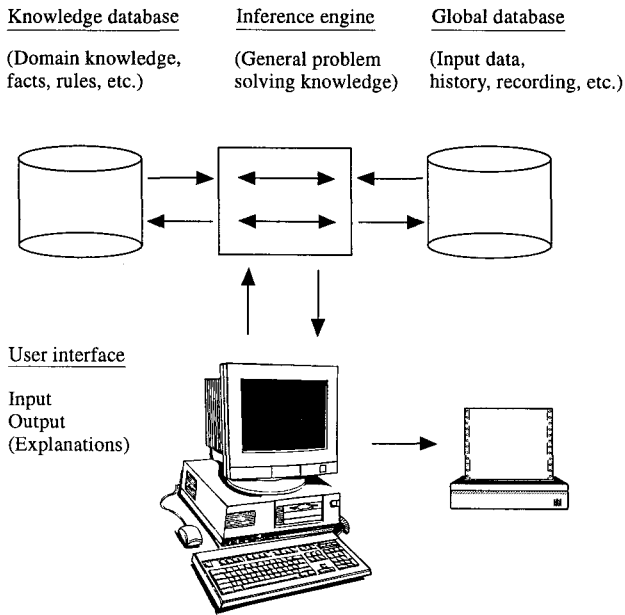 Knowledge database
(Domain knowledge,
facts, rules, etc.)
Inference engine
(General problem
solving knowledge)
Global database
(Input data,
history, recording, etc.)
User interface
Input
Output
(Explanations)